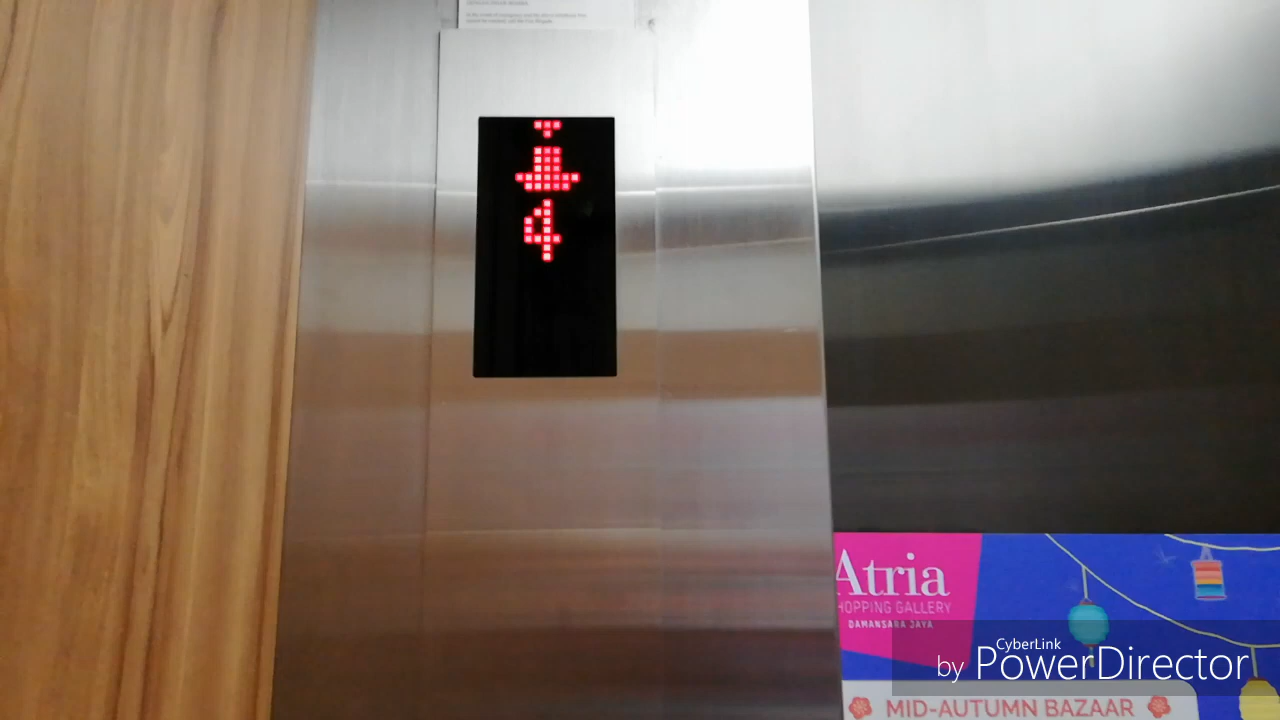 4
Atria
HOPPING GALLERY
DAMANSARA JAYA
CyberLink
by PowerDirector
MID-AUTUMN BAZAAR